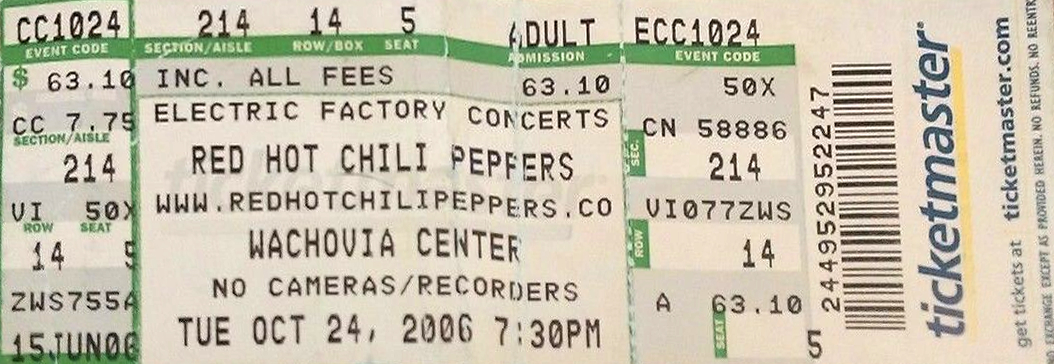 CC1024 214 14 5 ADULT ECC1024
EVENT CODE SECTION/AISLE ROW/BOX SEAT ADMISSION EVENT CODE
$ 63.10 INC. ALL FEES 63.10 50X
CC 7.75 ELECTRIC FACTORY CONCERTS CN 58886
SECTION/AISLE SEC.
214 RED HOT CHILI PEPPERS 214
VI 50X WWW.REDHOTCHILIPEPPERS.CO VI077ZWS
ROW SEAT ROW
14 5 WACHOVIA CENTER 14
ZWS755A NO CAMERAS/RECORDERS A 63.10
15JUN06 TUE OCT 24, 2006 7:30PM SEAT 5
244952952247
ticketmaster
get tickets at ticketmaster.com
EXCHANGE EXCEPT AS PROVIDED HEREIN. NO REFUNDS. NO REENTR